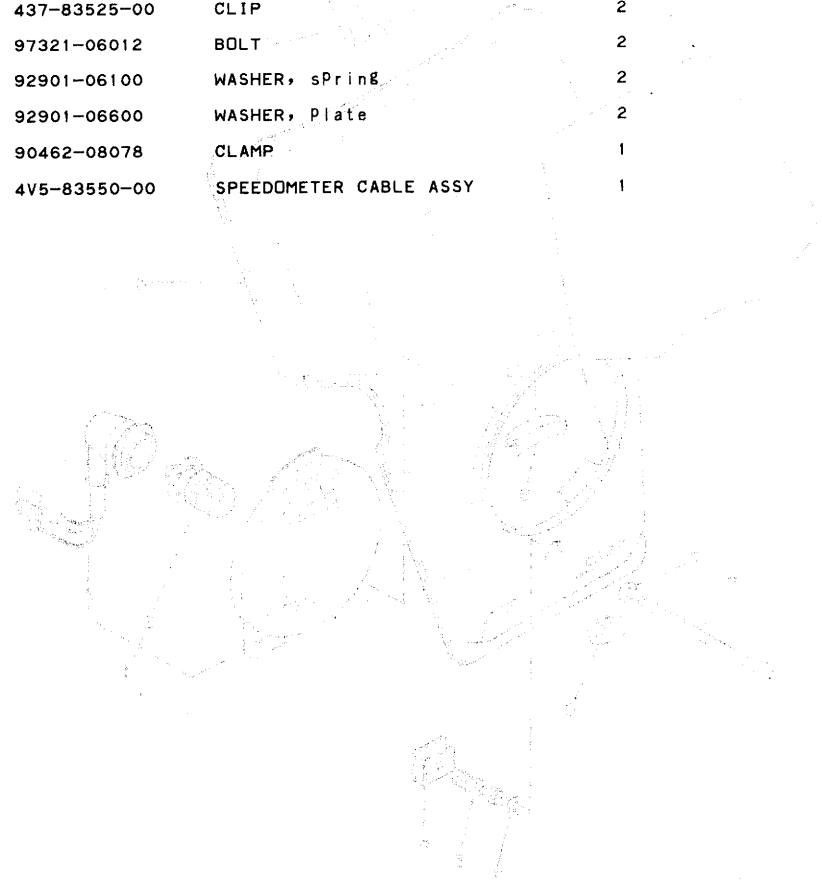 437-83525-00 CLIP 2
97321-06012 BOLT 2
92901-06100 WASHER, sPring 2
92901-06600 WASHER, Plate 2
90462-08078 CLAMP 1
4V5-83550-00 SPEEDOMETER CABLE ASSY 1